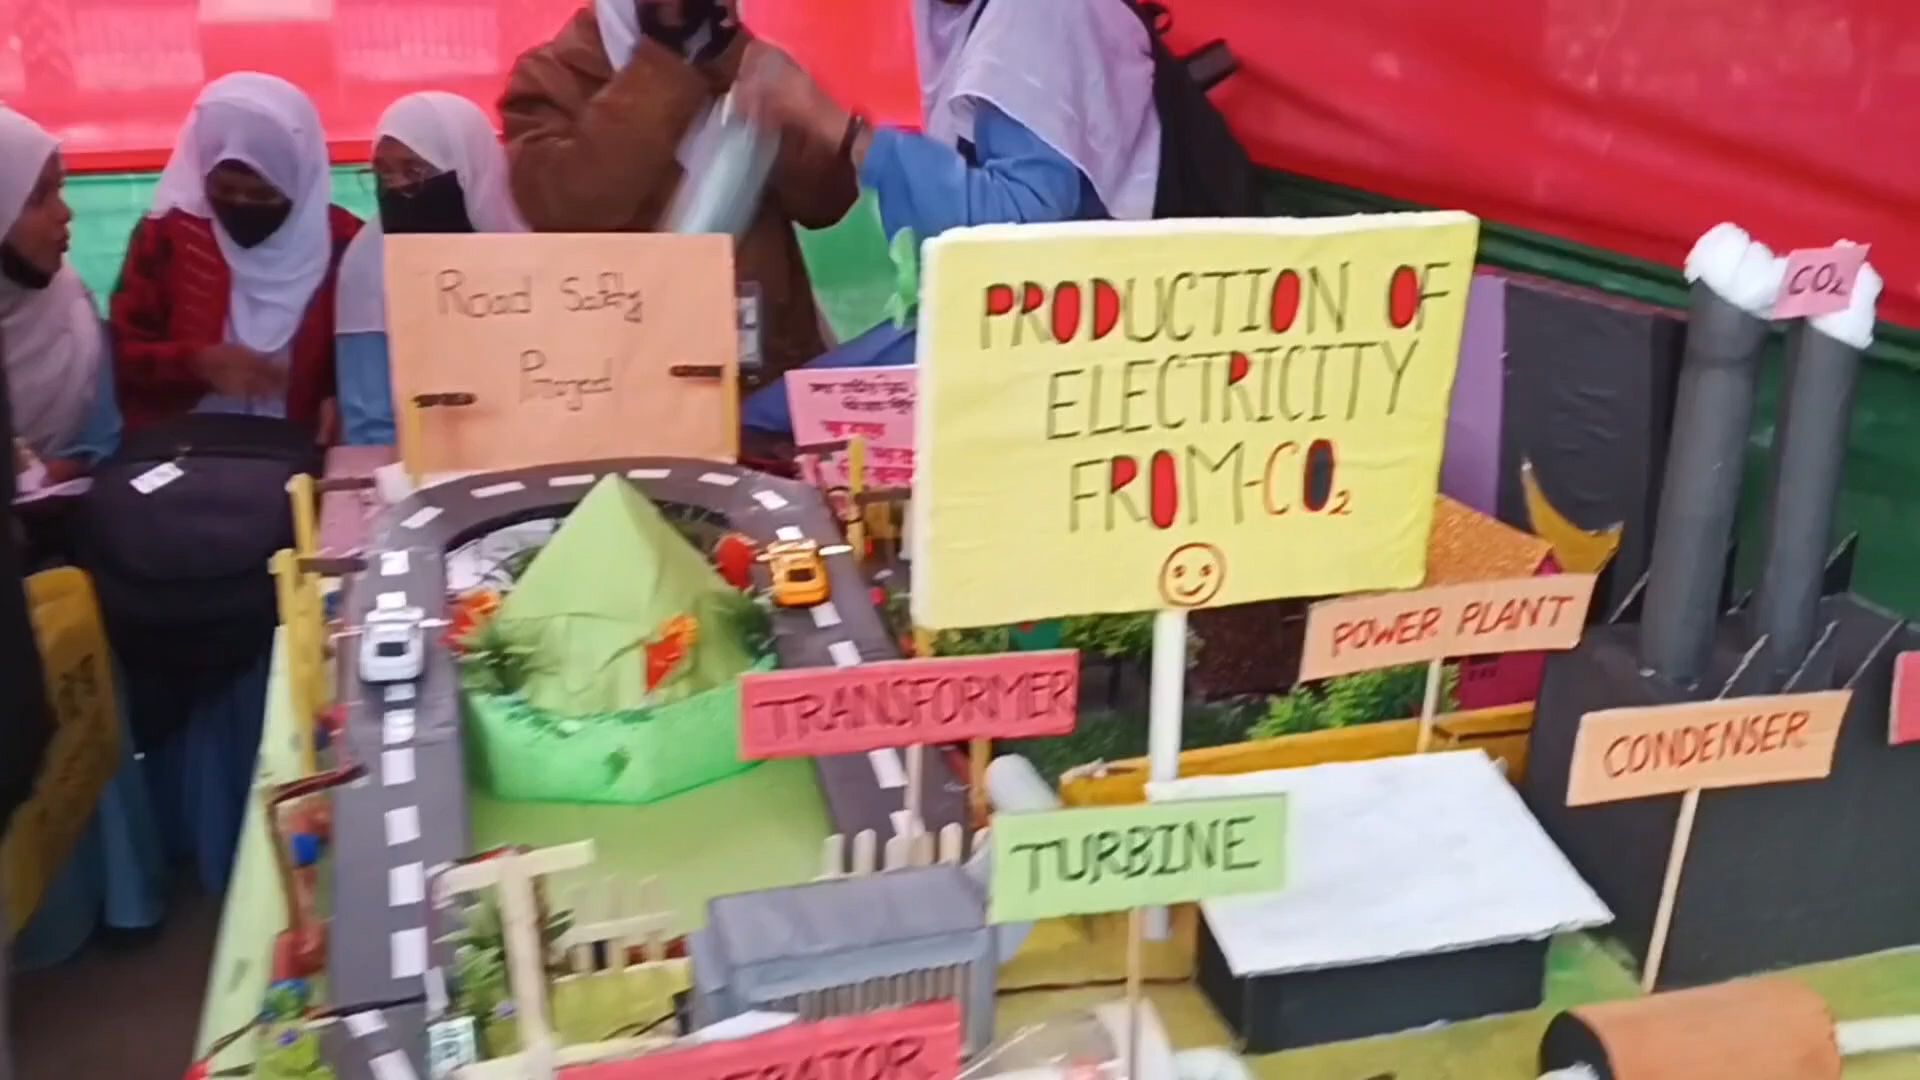 Road Safety
Project
PRODUCTION OF
ELECTRICITY
FROM-CO₂
CO₂
POWER PLANT
TRANSFORMER
CONDENSER
TURBINE